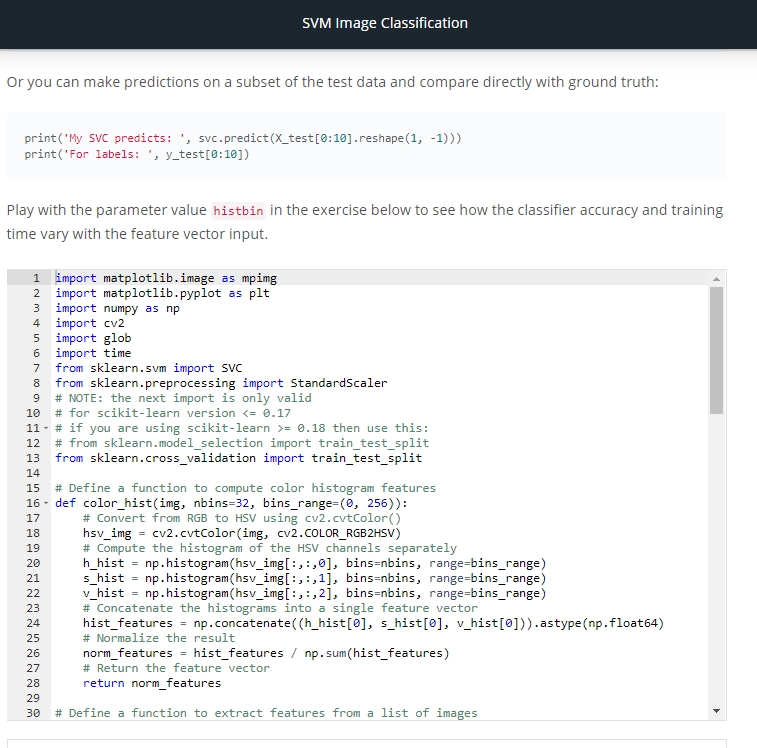 SVM Image Classification
Or you can make predictions on a subset of the test data and compare directly with ground truth:
print('My SVC predicts: ', svc.predict(X_test[0:10].reshape(1, -1)))
print('For labels: ', y_test[0:10])
Play with the parameter value histbin in the exercise below to see how the classifier accuracy and training
time vary with the feature vector input.
1 import matplotlib.image as mpimg
2 import matplotlib.pyplot as plt
3 import numpy as np
4 import cv2
5 import glob
6 import time
7 from sklearn.svm import SVC
8 from sklearn.preprocessing import StandardScaler
9 # NOTE: the next import is only valid
10 # for scikit-learn version <= 0.17
11 # if you are using scikit-learn >= 0.18 then use this:
12 # from sklearn.model_selection import train_test_split
13 from sklearn.cross_validation import train_test_split
14
15 # Define a function to compute color histogram features
16 def color_hist(img, nbins=32, bins_range=(0, 256)):
17     # Convert from RGB to HSV using cv2.cvtColor()
18     hsv_img = cv2.cvtColor(img, cv2.COLOR_RGB2HSV)
19     # Compute the histogram of the HSV channels separately
20     h_hist = np.histogram(hsv_img[:,:,0], bins=nbins, range=bins_range)
21     s_hist = np.histogram(hsv_img[:,:,1], bins=nbins, range=bins_range)
22     v_hist = np.histogram(hsv_img[:,:,2], bins=nbins, range=bins_range)
23     # Concatenate the histograms into a single feature vector
24     hist_features = np.concatenate((h_hist[0], s_hist[0], v_hist[0])).astype(np.float64)
25     # Normalize the result
26     norm_features = hist_features / np.sum(hist_features)
27     # Return the feature vector
28     return norm_features
29
30 # Define a function to extract features from a list of images